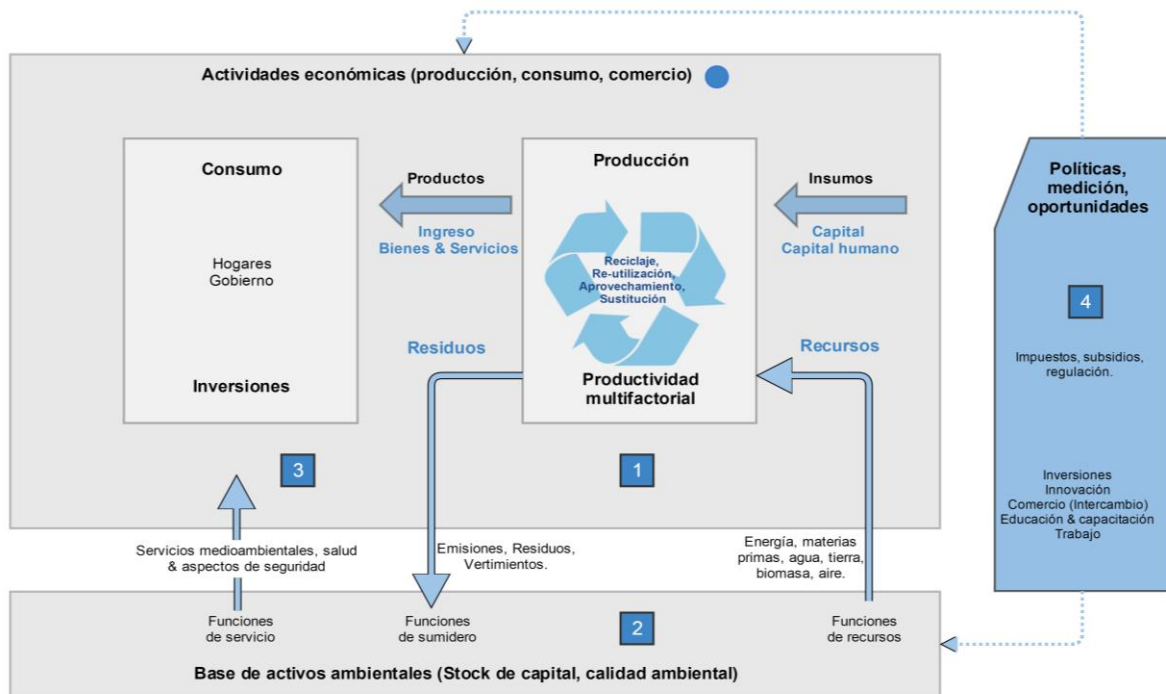 Actividades económicas (producción, consumo, comercio)
Consumo
Hogares
Gobierno
Inversiones
Productos
Ingreso
Bienes & Servicios
Producción
Reciclaje,
Re-utilización,
Aprovechamiento,
Sustitución
Productividad
multifactorial
Insumos
Capital
Capital humano
Residuos
Recursos
3
1
Servicios medioambientales, salud
& aspectos de seguridad
Emisiones, Residuos,
Vertimientos.
Energía, materias
primas, agua, tierra,
biomasa, aire.
Funciones
de servicio
Funciones
de sumidero
2
Funciones
de recursos
Base de activos ambientales (Stock de capital, calidad ambiental)
Políticas,
medición,
oportunidades
4
Impuestos, subsidios,
regulación.
Inversiones
Innovación
Comercio (Intercambio)
Educación & capacitación
Trabajo